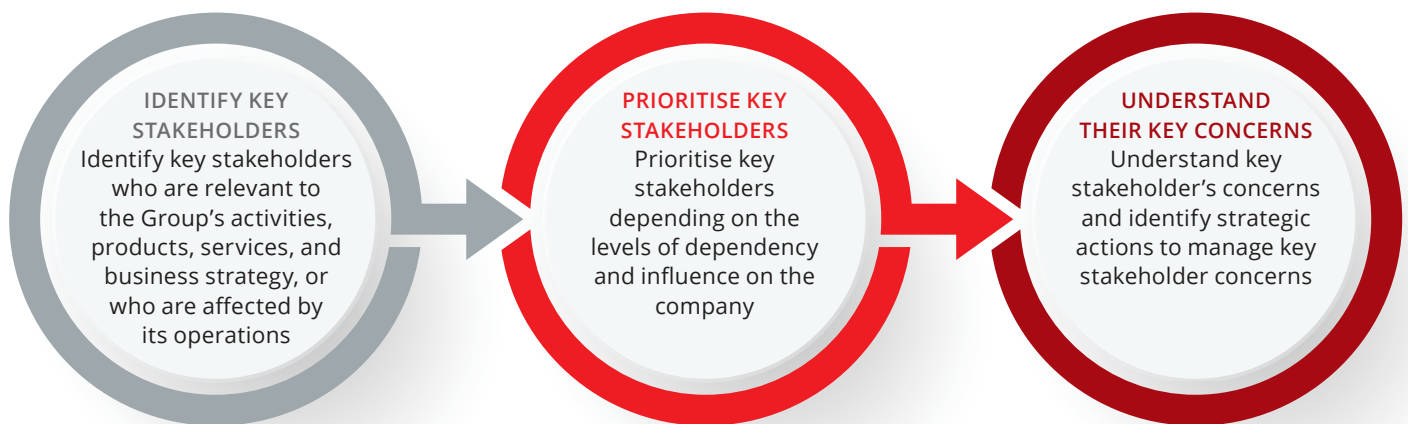 IDENTIFY KEY
STAKEHOLDERS
Identify key stakeholders
who are relevant to
the Group’s activities,
products, services, and
business strategy, or
who are affected by
its operations
PRIORITISE KEY
STAKEHOLDERS
Prioritise key
stakeholders
depending on the
levels of dependency
and influence on the
company
UNDERSTAND
THEIR KEY CONCERNS
Understand key
stakeholder’s concerns
and identify strategic
actions to manage key
stakeholder concerns